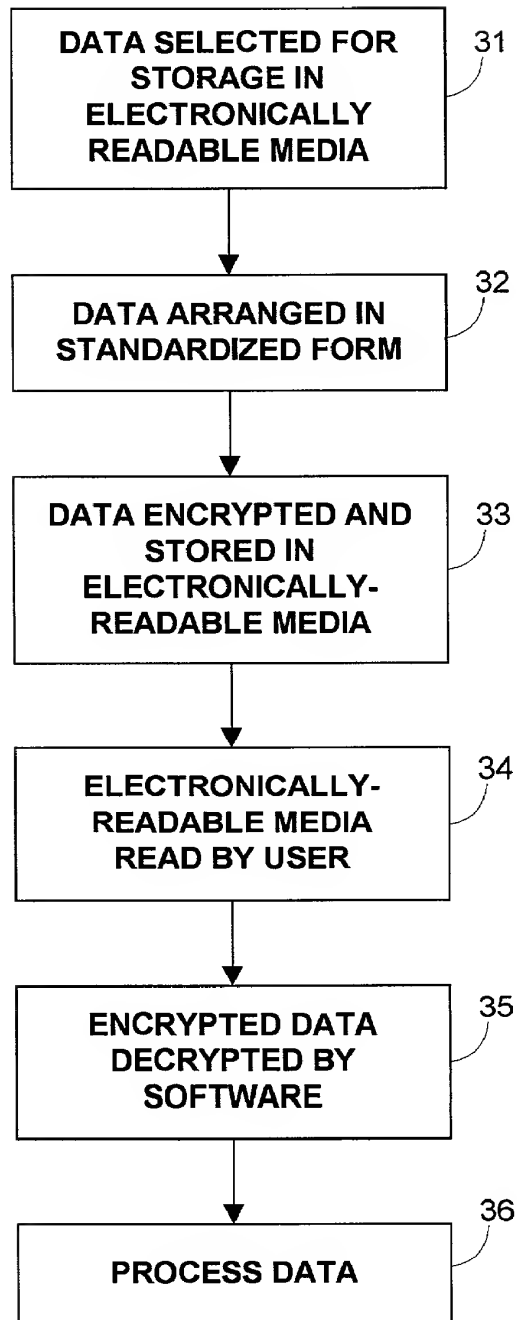 DATA SELECTED FOR
STORAGE IN
ELECTRONICALLY
READABLE MEDIA
31
DATA ARRANGED IN
STANDARDIZED FORM
32
DATA ENCRYPTED AND
STORED IN
ELECTRONICALLY-
READABLE MEDIA
33
ELECTRONICALLY-
READABLE MEDIA
READ BY USER
34
ENCRYPTED DATA
DECRYPTED BY
SOFTWARE
35
PROCESS DATA
36